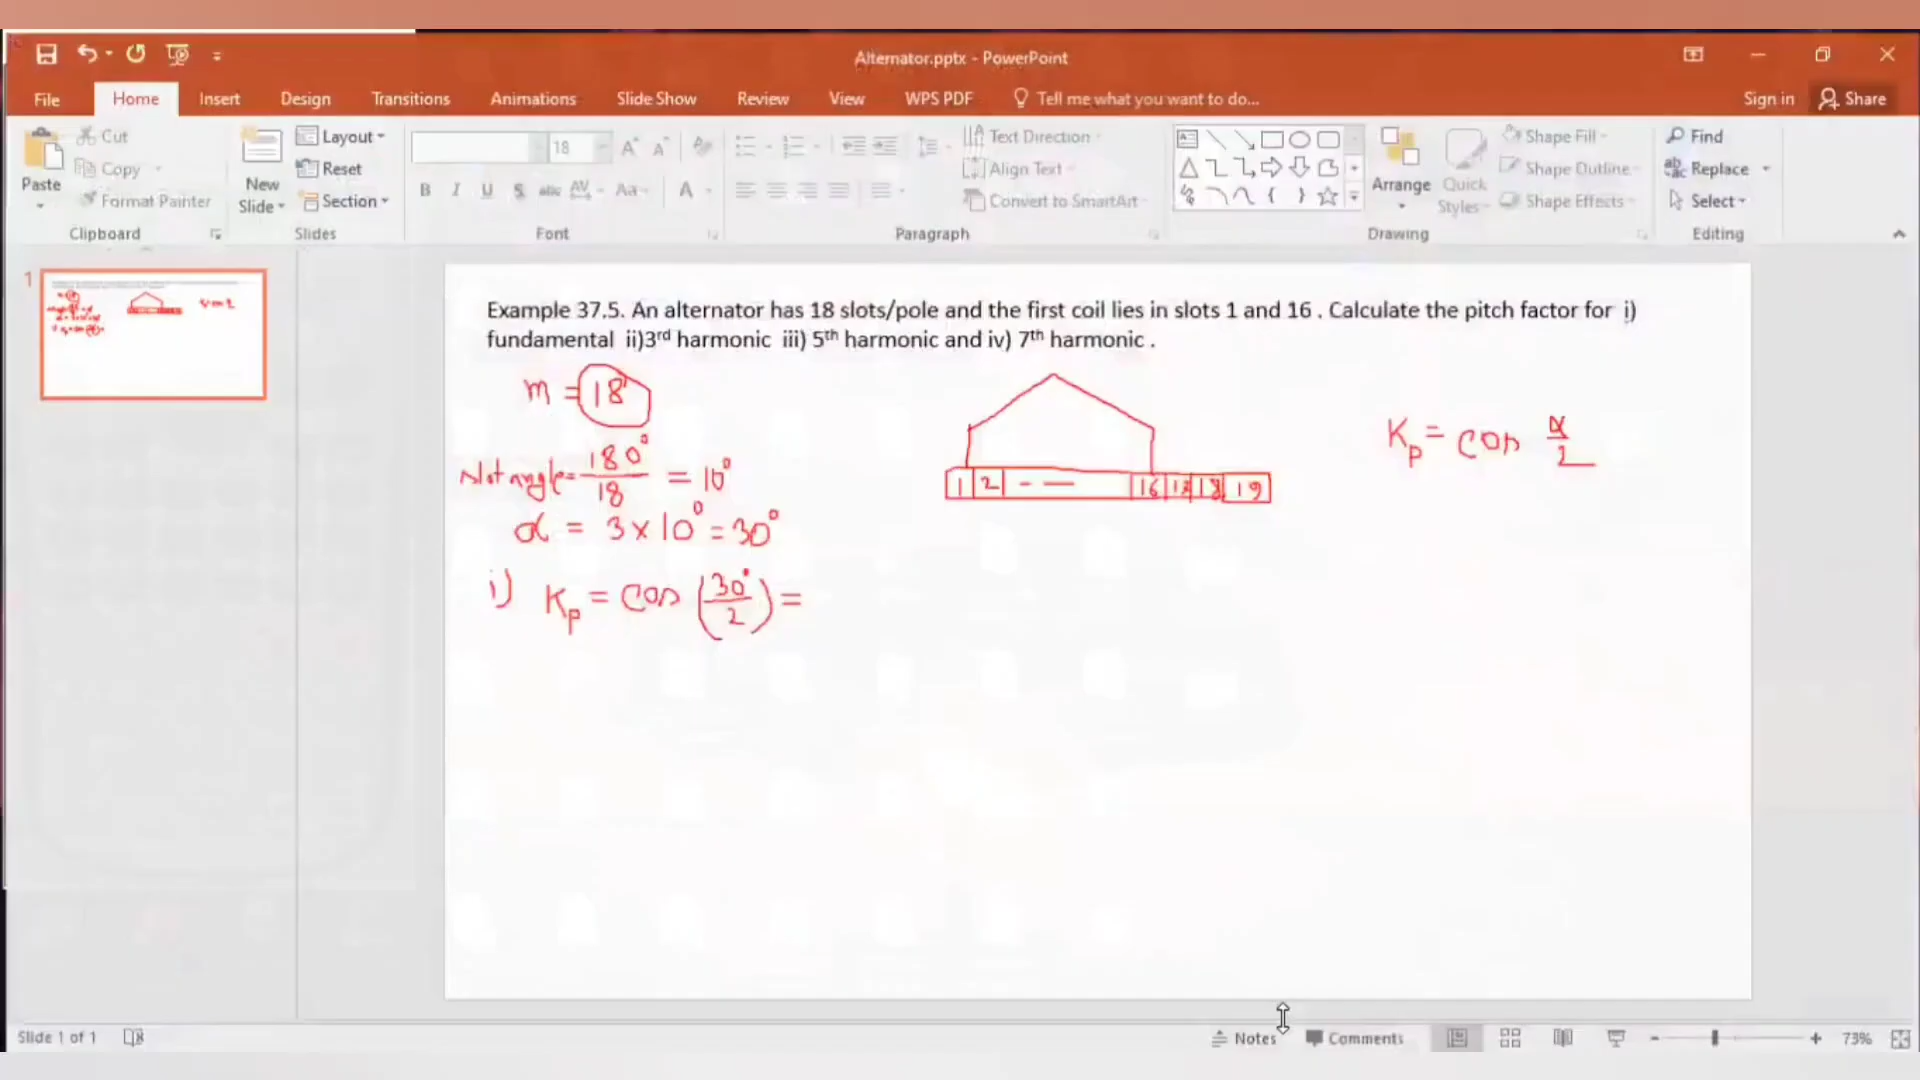 Alternator.pptx - PowerPoint
File Home Insert Design Transitions Animations Slide Show Review View WPS PDF Tell me what you want to do... Sign in Share
Paste
Cut
Copy
Format Painter
Clipboard
New Slide
Layout
Reset
Section
Slides
18
B I U S abc AV Aa A
Font
Text Direction
Align Text
Convert to SmartArt
Paragraph
Arrange
Quick Styles
Shape Fill
Shape Outline
Shape Effects
Drawing
Find
Replace
Select
Editing
1
Example 37.5. An alternator has 18 slots/pole and the first coil lies in slots 1 and 16 . Calculate the pitch factor for i)
fundamental ii)3rd harmonic iii) 5th harmonic and iv) 7th harmonic .
m = 18
slot angle = 180°/18 = 10°
α = 3 × 10° = 30°
i) Kp = cos (30°/2) =
1 2 - — 16 17 18 19
Kp = cos α/2
Slide 1 of 1
Notes Comments 73%